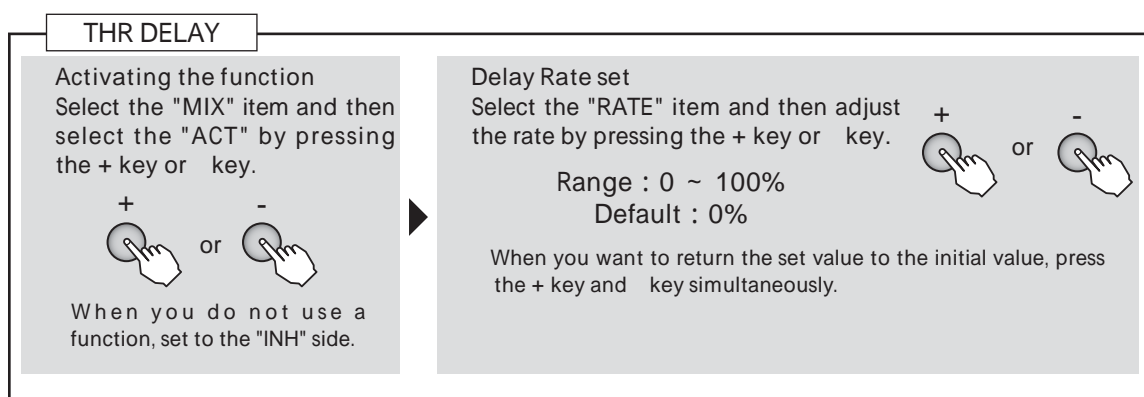 THR DELAY
Activating the function
Select the "MIX" item and then
select the "ACT" by pressing
the + key or key.
+ -
or
When you do not use a
function, set to the "INH" side.
Delay Rate set
Select the "RATE" item and then adjust
the rate by pressing the + key or key.
+ -
or
Range : 0 ~ 100%
Default : 0%
When you want to return the set value to the initial value, press
the + key and key simultaneously.